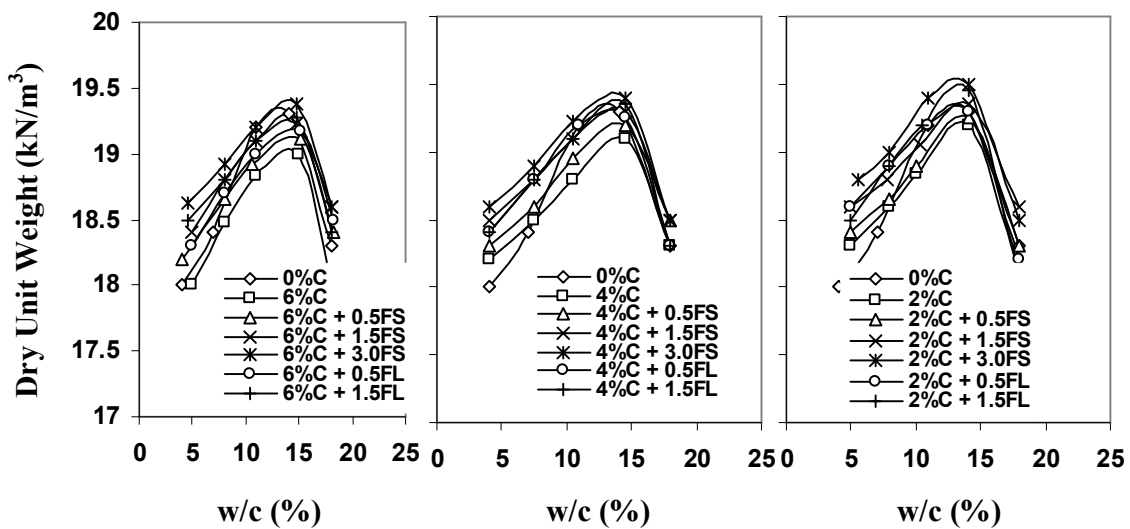 Dry Unit Weight (kN/m³)
20
19.5
19
18.5
18
17.5
17
0%C
6%C
6%C + 0.5FS
6%C + 1.5FS
6%C + 3.0FS
6%C + 0.5FL
6%C + 1.5FL
0 5 10 15 20 25
w/c (%)
0%C
4%C
4%C + 0.5FS
4%C + 1.5FS
4%C + 3.0FS
4%C + 0.5FL
4%C + 1.5FL
0 5 10 15 20 25
w/c (%)
0%C
2%C
2%C + 0.5FS
2%C + 1.5FS
2%C + 3.0FS
2%C + 0.5FL
2%C + 1.5FL
5 10 15 20 25
w/c (%)